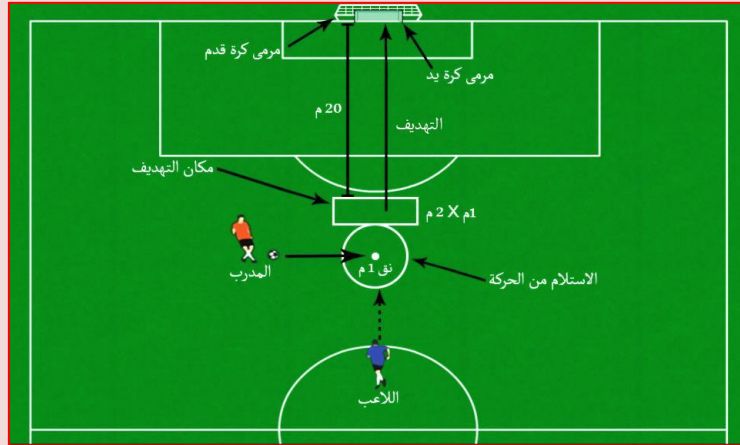 مرمى كرة قدم
مرمى كرة يد
20 م
التهديف
مكان التهديف
1م X 2 م
المدرب
نق 1 م
الاستلام من الحركة
اللاعب